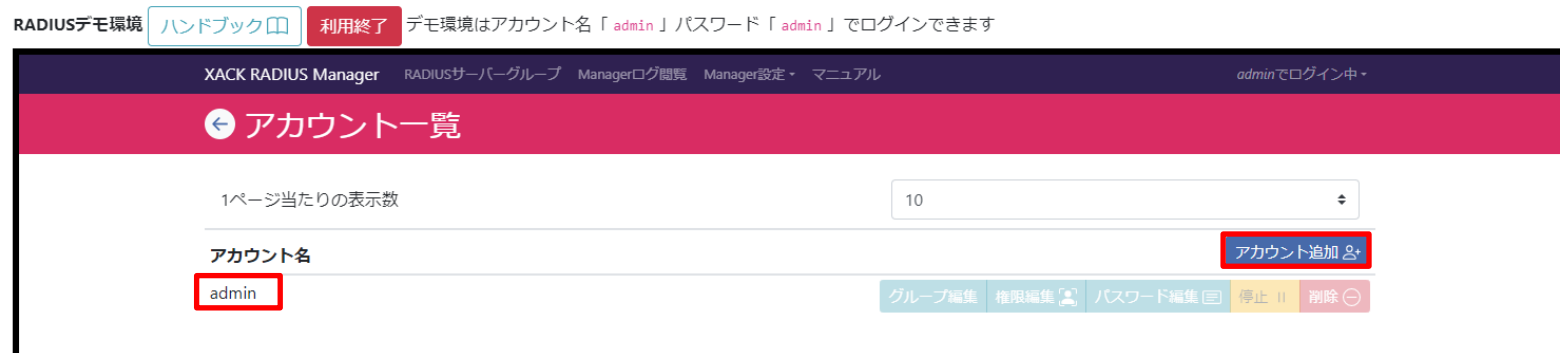 RADIUSデモ環境 ハンドブック 利用終了 デモ環境はアカウント名「 admin 」パスワード「 admin 」でログインできます
XACK RADIUS Manager RADIUSサーバーグループ Managerログ閲覧 Manager設定 マニュアル adminでログイン中
アカウント一覧
1ページ当たりの表示数 10
アカウント名 アカウント追加
admin グループ編集 権限編集 パスワード編集 停止 削除